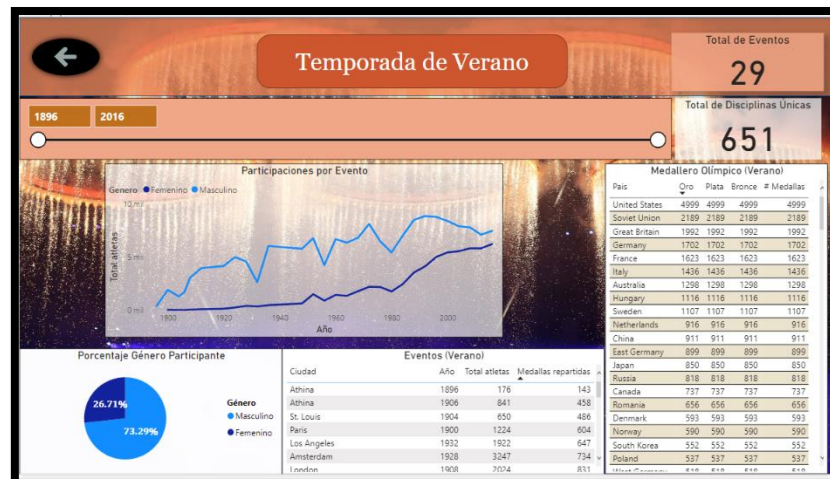 Temporada de Verano
Total de Eventos
29
1896 2016
Total de Disciplinas Únicas
651
Participaciones por Evento
Genero Femenino Masculino
Total atletas
10 mil
5 mil
0 mil
1900 1920 1940 1960 1980 2000
Año
Medallero Olímpico (Verano)
Pais Oro Plata Bronce # Medallas
United States 4999 4999 4999 4999
Soviet Union 2189 2189 2189 2189
Great Britain 1992 1992 1992 1992
Germany 1702 1702 1702 1702
France 1623 1623 1623 1623
Italy 1436 1436 1436 1436
Australia 1298 1298 1298 1298
Hungary 1116 1116 1116 1116
Sweden 1107 1107 1107 1107
Netherlands 916 916 916 916
China 911 911 911 911
East Germany 899 899 899 899
Japan 850 850 850 850
Russia 818 818 818 818
Canada 737 737 737 737
Romania 656 656 656 656
Denmark 593 593 593 593
Norway 590 590 590 590
South Korea 552 552 552 552
Poland 537 537 537 537
West Germany 518 518 518 518
Porcentaje Género Participante
26.71%
73.29%
Género
Masculino
Femenino
Eventos (Verano)
Ciudad Año Total atletas Medallas repartidas
Athina 1896 176 143
Athina 1906 841 458
St. Louis 1904 650 486
Paris 1900 1224 604
Los Angeles 1932 1922 647
Amsterdam 1928 3247 734
London 1908 2024 831